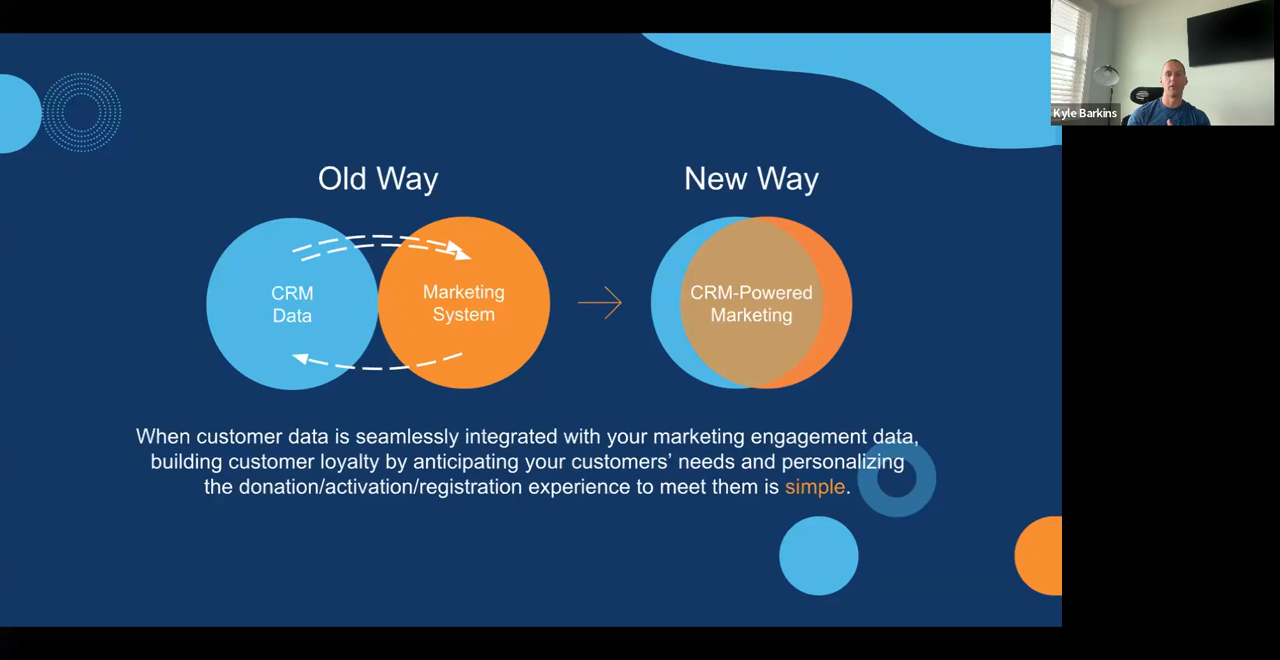 Kyle Barkins
Old Way
New Way
CRM
Data
Marketing
System
CRM-Powered
Marketing
When customer data is seamlessly integrated with your marketing engagement data,
building customer loyalty by anticipating your customers’ needs and personalizing
the donation/activation/registration experience to meet them is simple.